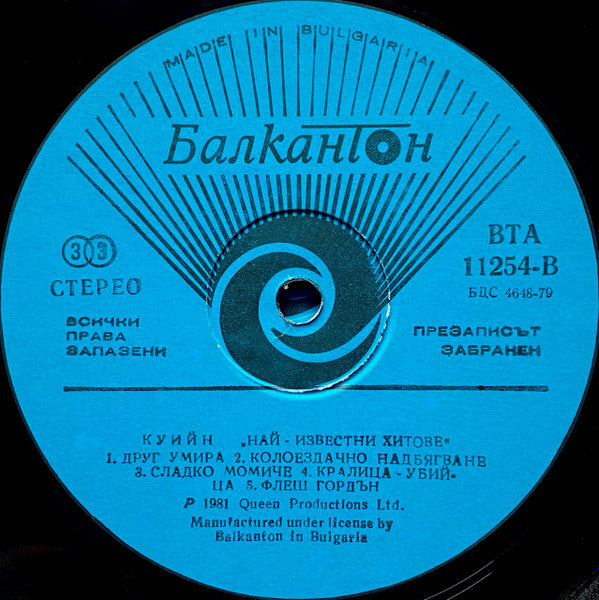 MADE IN BULGARIA
Балкантон
33
СТЕРЕО
ВТА
11254-В
БДС 4648-79
ВСИЧКИ
ПРАВА
ЗАПАЗЕНИ
ПРЕЗАПИСЪТ
ЗАБРАНЕН
КУИЙН „НАЙ-ИЗВЕСТНИ ХИТОВЕ“
1. ДРУГ УМИРА 2. КОЛОЕЗДАЧНО НАДБЯГВАНЕ
3. СЛАДКО МОМИЧЕ 4. КРАЛИЦА-УБИЙ-
ЦА 5. ФЛЕШ ГОРДЪН
P 1981 Queen Productions Ltd.
Manufactured under license by
Balkanton in Bulgaria